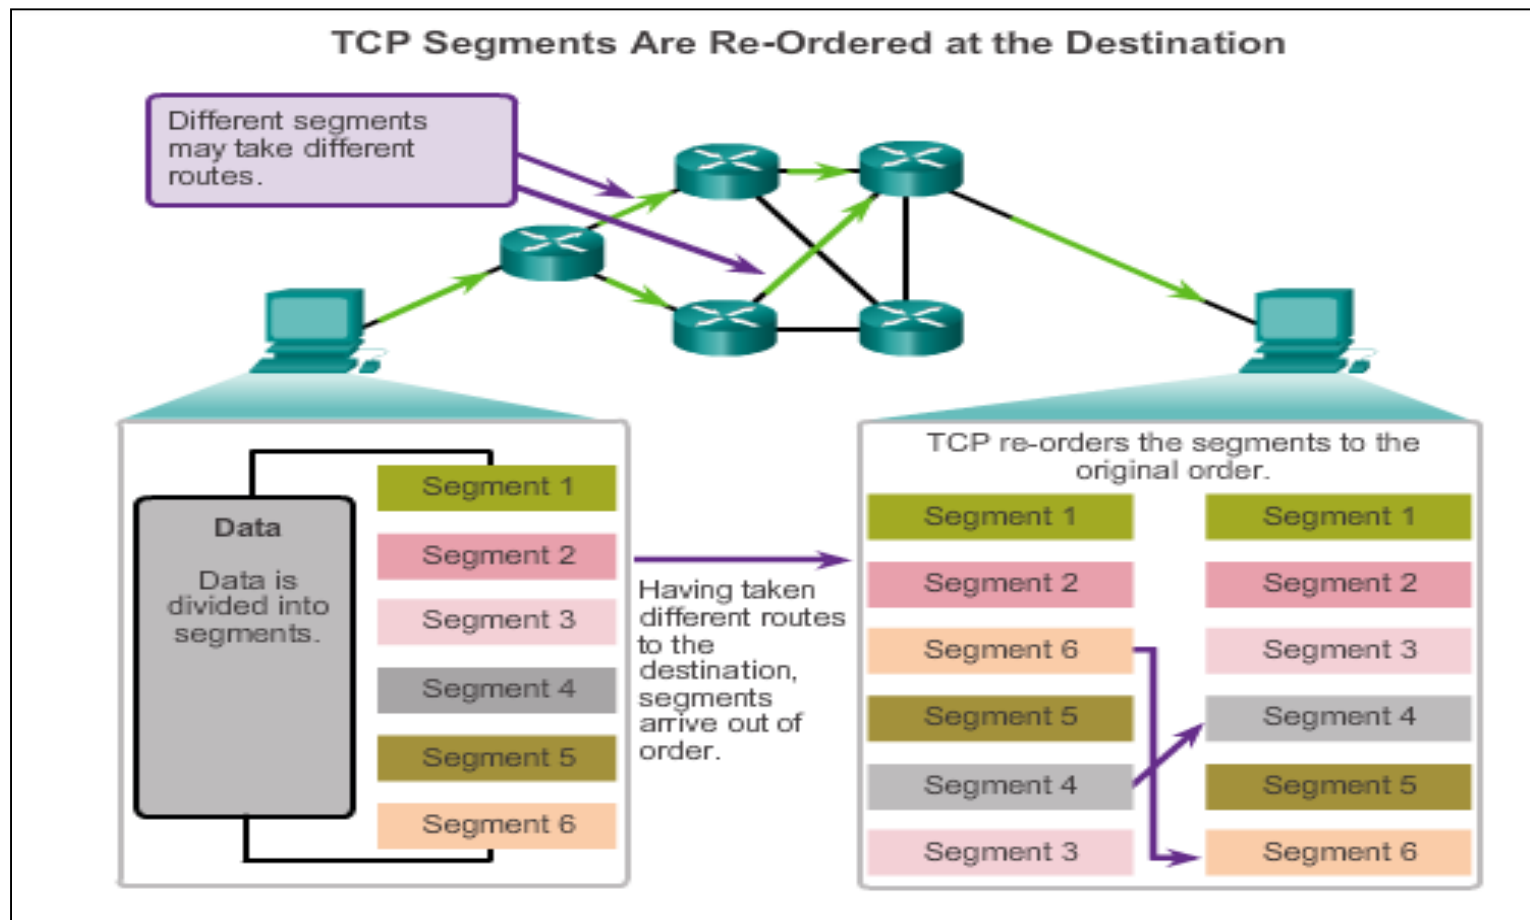 TCP Segments Are Re-Ordered at the Destination
Different segments
may take different
routes.
Data
Data is
divided into
segments.
Segment 1
Segment 2
Segment 3
Segment 4
Segment 5
Segment 6
Having taken
different routes
to the
destination,
segments
arrive out of
order.
TCP re-orders the segments to the
original order.
Segment 1
Segment 2
Segment 6
Segment 5
Segment 4
Segment 3
Segment 1
Segment 2
Segment 3
Segment 4
Segment 5
Segment 6